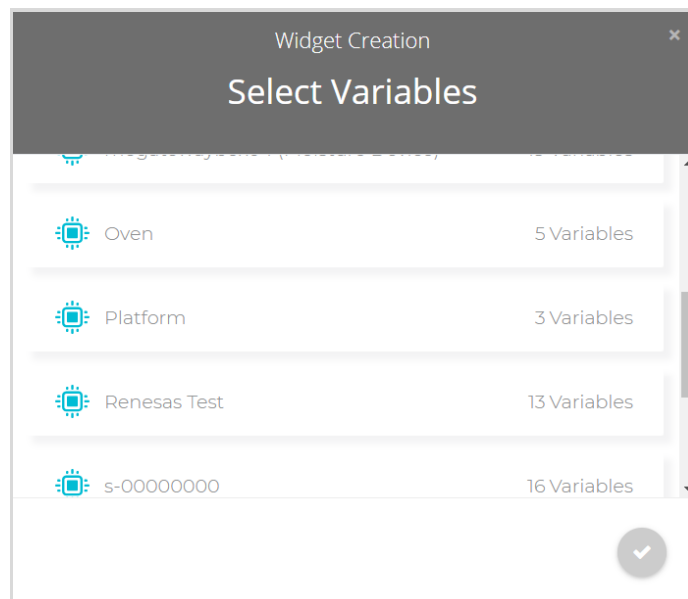 Widget Creation
×
Select Variables
Oven 5 Variables
Platform 3 Variables
Renesas Test 13 Variables
s-00000000 16 Variables